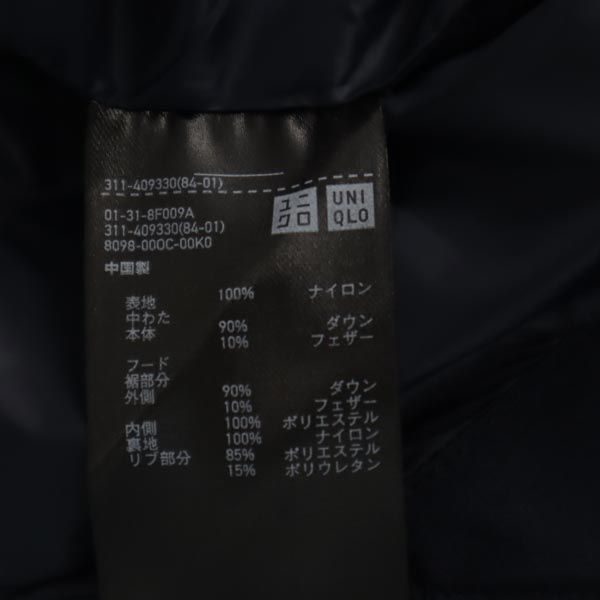 311-409330(84-01)
01-31-8F009A
311-409330(84-01)
8098-000C-00K0
ユニ
クロ
UNI
QLO
中国製
表地 100% ナイロン
中わた
本体 90% ダウン
10% フェザー
フード
裾部分
外側 90% ダウン
10% フェザー
内側 100% ポリエステル
裏地 100% ナイロン
リブ部分 85% ポリエステル
15% ポリウレタン